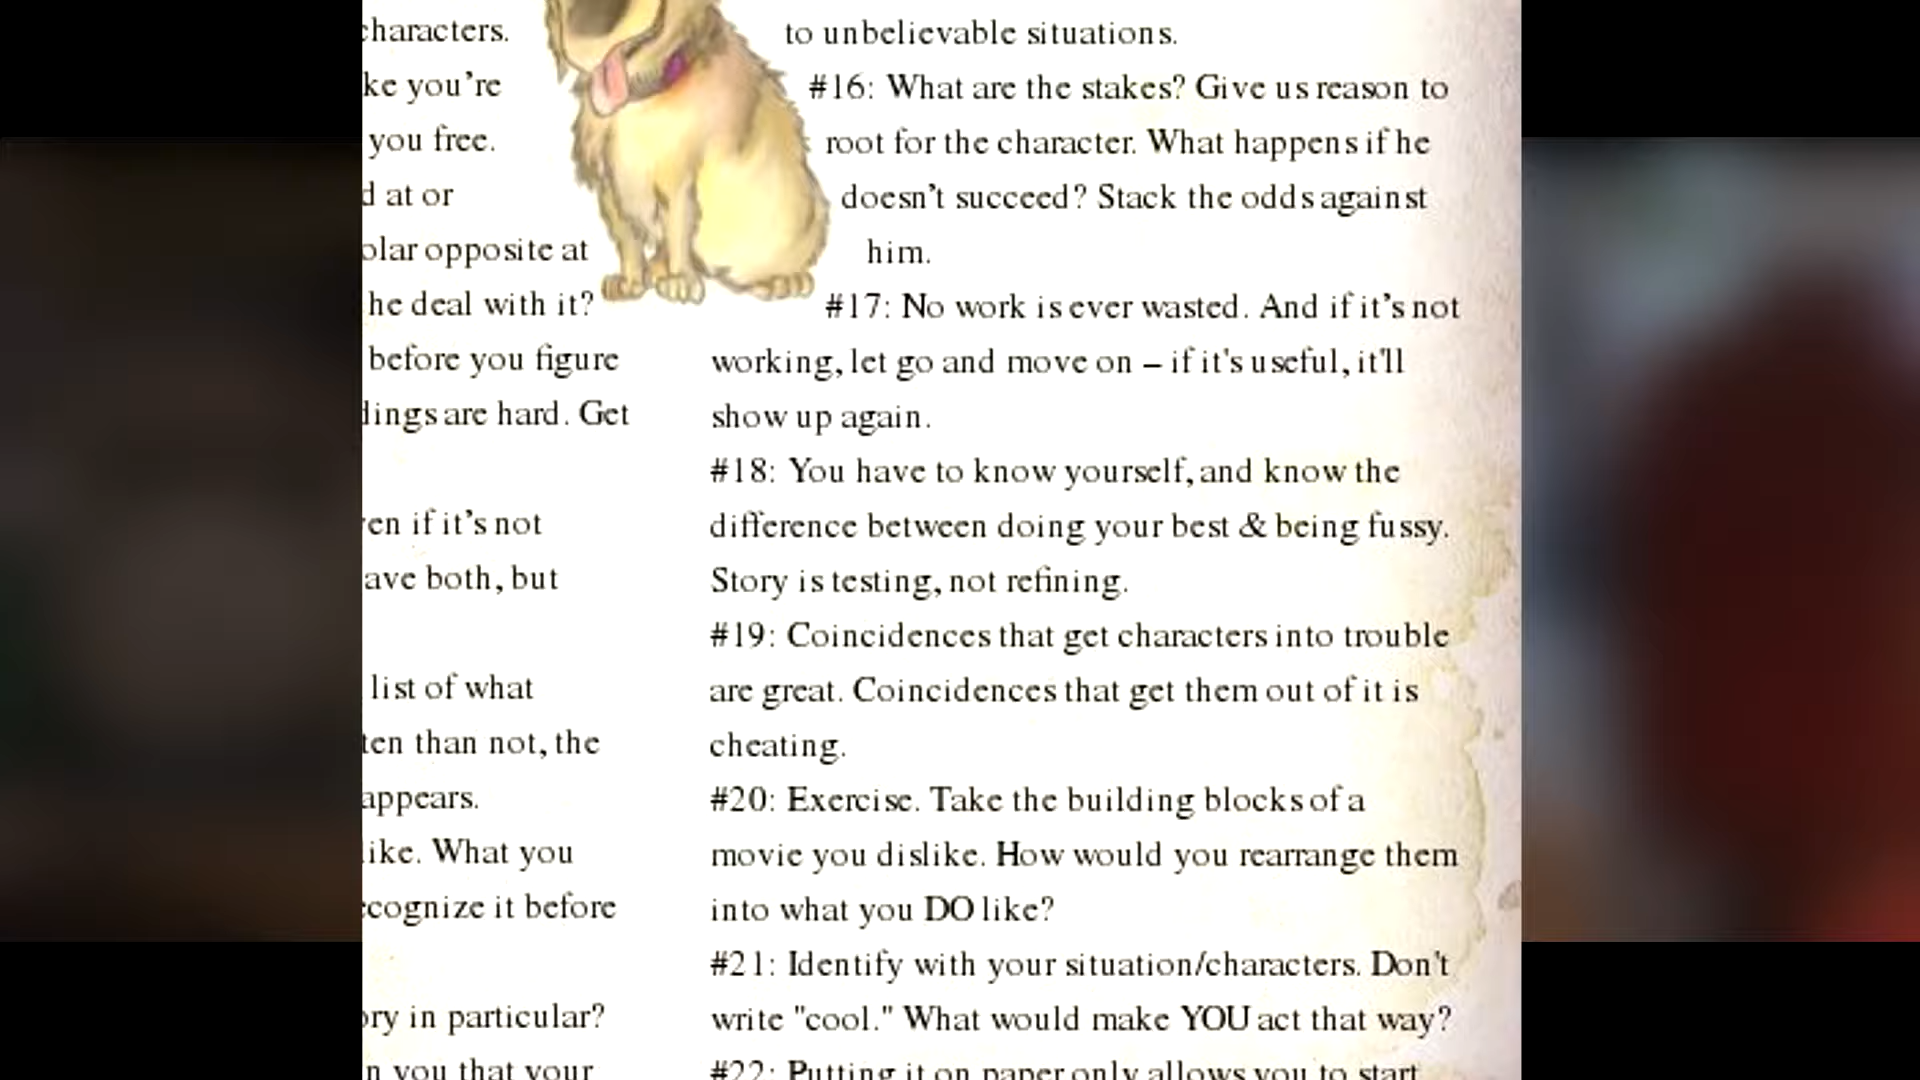 characters.
ke you're
you free.
d at or
olar opposite at
he deal with it?
before you figure
dings are hard. Get
en if it's not
ave both, but
list of what
ten than not, the
appears.
like. What you
ecognize it before
ory in particular?
n you that your
to unbelievable situations.
#16: What are the stakes? Give us reason to
root for the character. What happens if he
doesn't succeed? Stack the odds against
him.
#17: No work is ever wasted. And if it's not
working, let go and move on – if it's useful, it'll
show up again.
#18: You have to know yourself, and know the
difference between doing your best & being fussy.
Story is testing, not refining.
#19: Coincidences that get characters into trouble
are great. Coincidences that get them out of it is
cheating.
#20: Exercise. Take the building blocks of a
movie you dislike. How would you rearrange them
into what you DO like?
#21: Identify with your situation/characters. Don't
write "cool." What would make YOU act that way?
#22: Putting it on paper only allows you to start